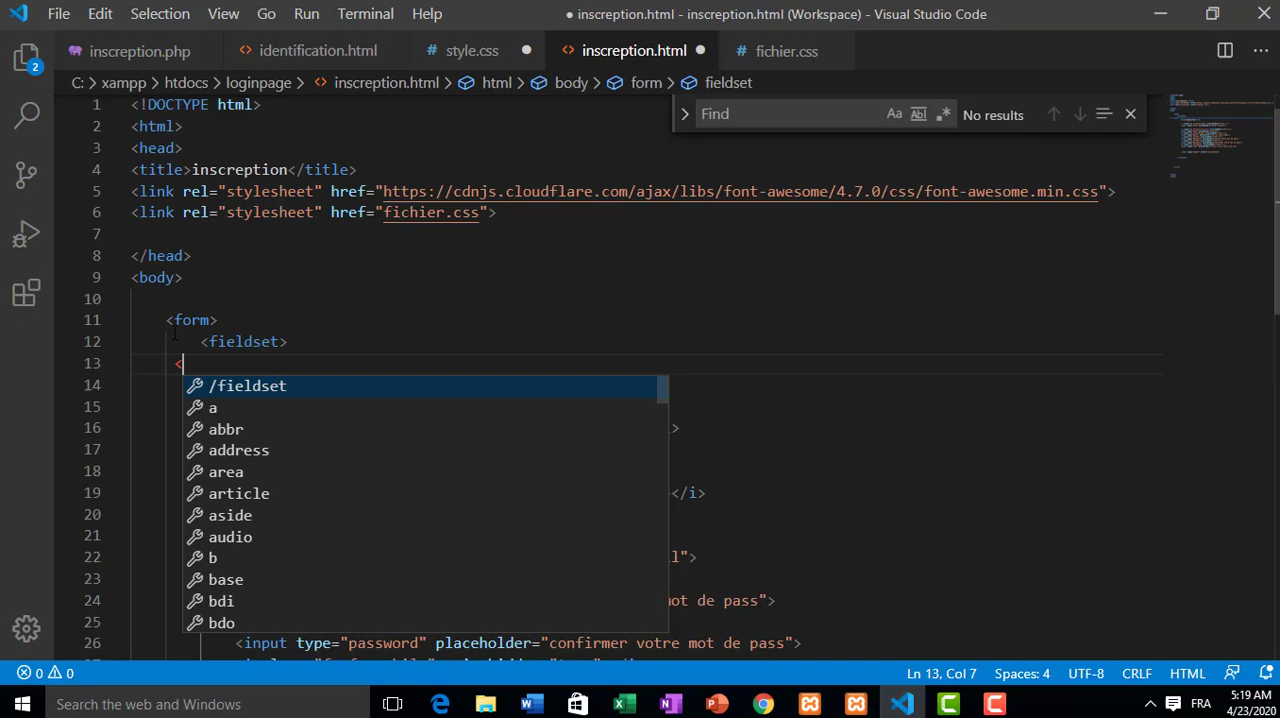 File Edit Selection View Go Run Terminal Help ● inscreption.html - inscreption.html (Workspace) - Visual Studio Code
inscreption.php <> identification.html style.css ● <> inscreption.html ● fichier.css
C: > xampp > htdocs > loginpage > <> inscreption.html > html > body > form > fieldset
Find Aa Abl .* No results
1 <!DOCTYPE html>
2 <html>
3 <head>
4 <title>inscreption</title>
5 <link rel="stylesheet" href="https://cdnjs.cloudflare.com/ajax/libs/font-awesome/4.7.0/css/font-awesome.min.css">
6 <link rel="stylesheet" href="fichier.css">
7
8 </head>
9 <body>
10
11 <form>
12 <fieldset>
13 <
14 /fieldset
15 a
16 abbr >
17 address
18 area
19 article ></i>
20 aside
21 audio
22 b l">
23 base
24 bdi mot de pass">
25 bdo
26 <input type="password" placeholder="confirmer votre mot de pass">
2
0 0 Ln 13, Col 7 Spaces: 4 UTF-8 CRLF HTML
Search the web and Windows FRA 5:19 AM
4/23/2020